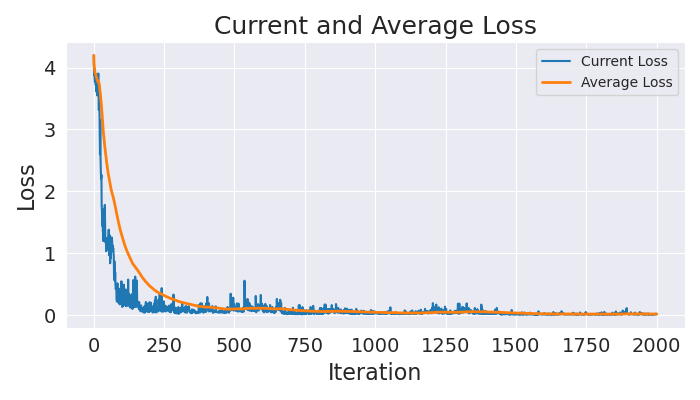 Current and Average Loss
Current Loss
Average Loss
4
3
2
1
0
Loss
0 250 500 750 1000 1250 1500 1750 2000
Iteration